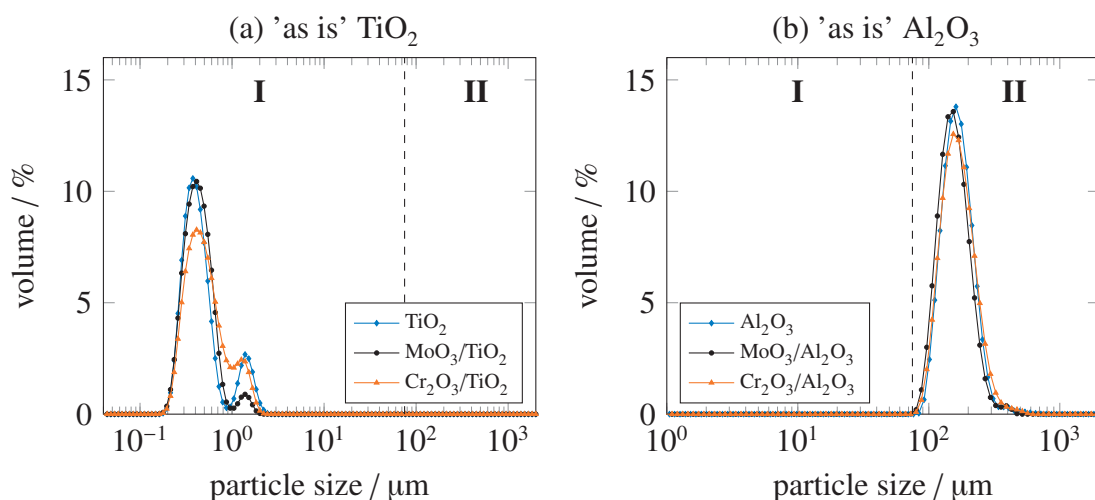 (a) 'as is' TiO₂
15
10
5
0
volume / %
I
II
TiO₂
MoO₃/TiO₂
Cr₂O₃/TiO₂
10⁻¹ 10⁰ 10¹ 10² 10³
particle size / µm
(b) 'as is' Al₂O₃
15
10
5
0
volume / %
I
II
Al₂O₃
MoO₃/Al₂O₃
Cr₂O₃/Al₂O₃
10⁰ 10¹ 10² 10³
particle size / µm